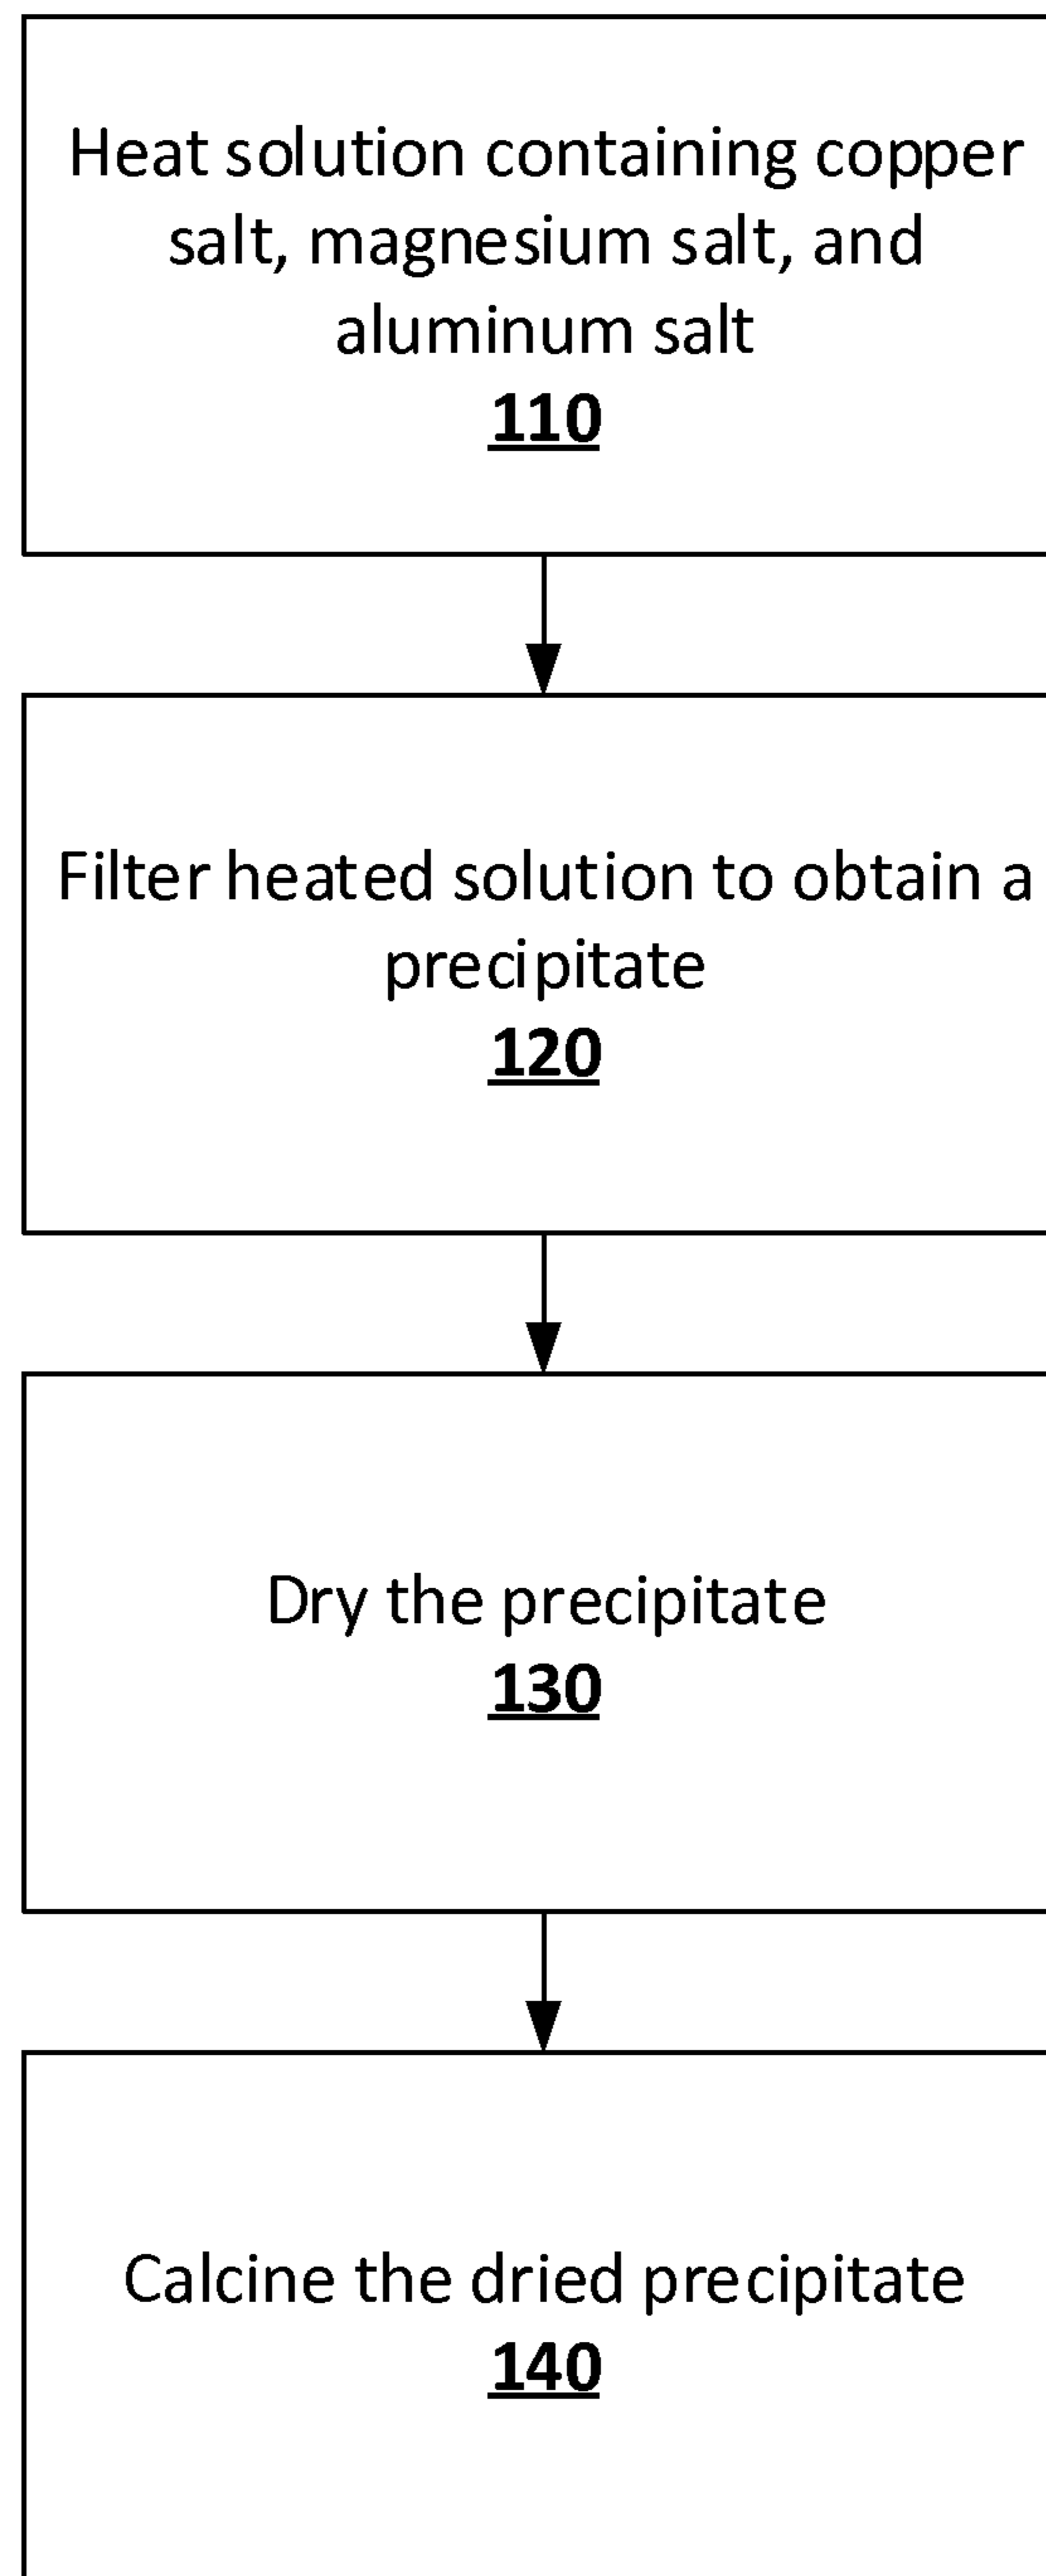 Heat solution containing copper
salt, magnesium salt, and
aluminum salt
110
Filter heated solution to obtain a
precipitate
120
Dry the precipitate
130
Calcine the dried precipitate
140